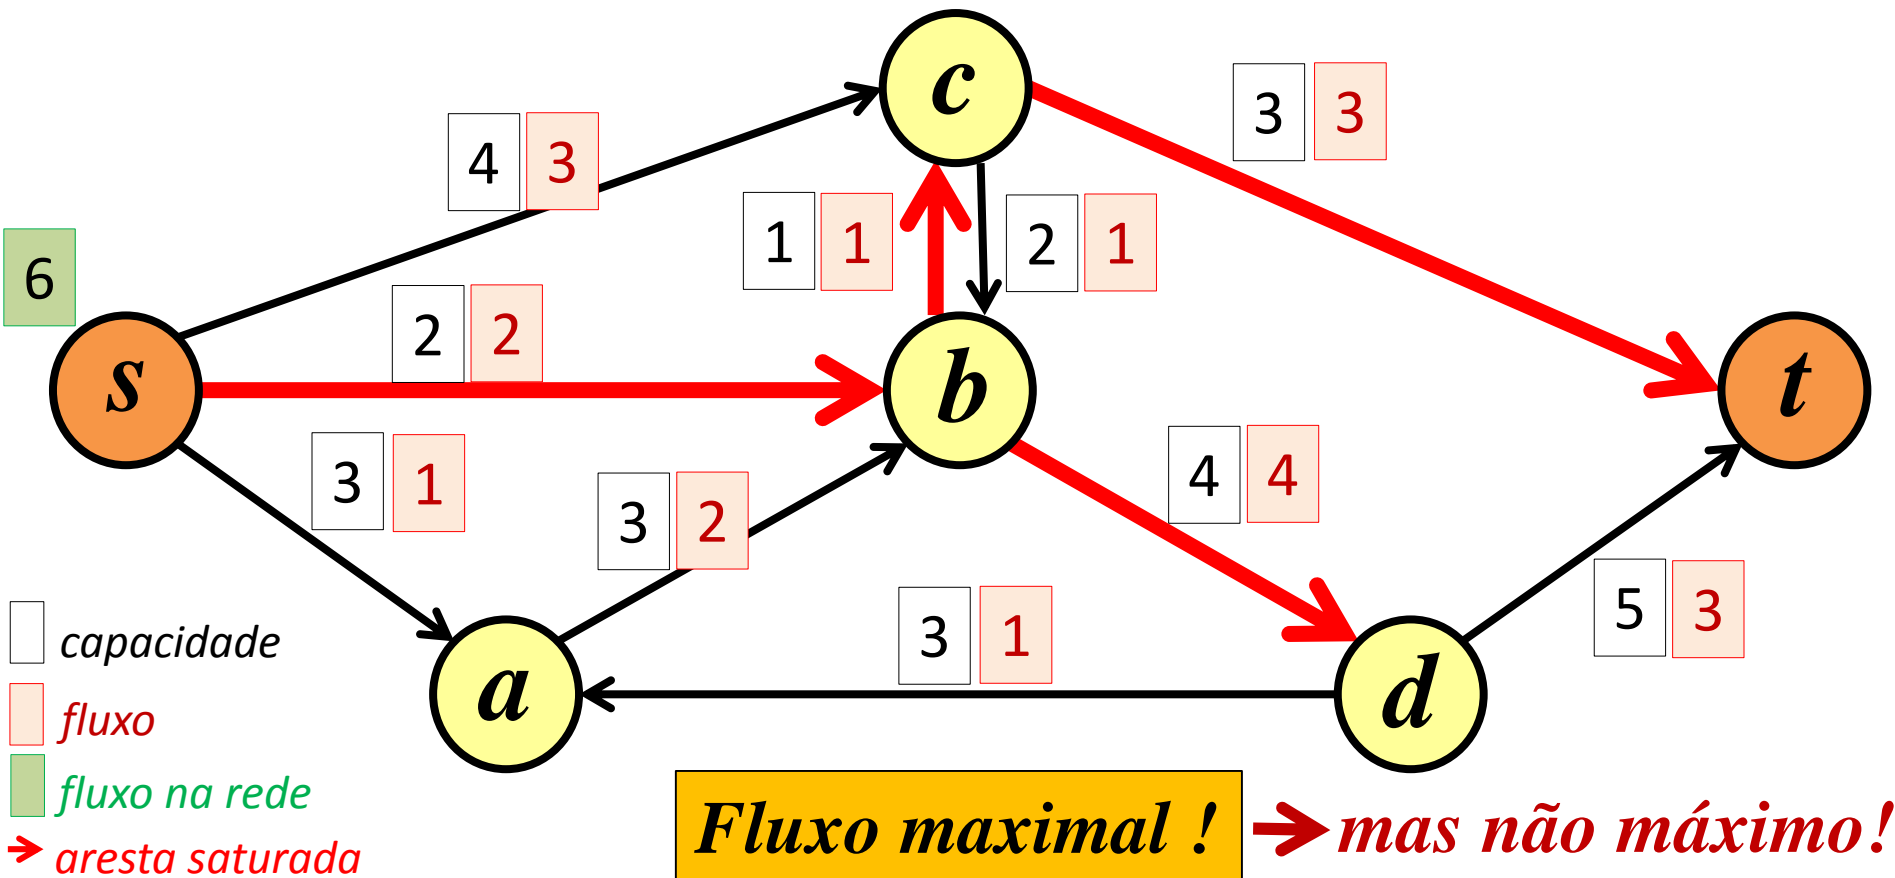 c
3 3
4 3
1 1
2 1
6
2 2
s
b
t
3 1
3 2
4 4
5 3
3 1
a
d
capacidade
fluxo
fluxo na rede
aresta saturada
Fluxo maximal !
mas não máximo!